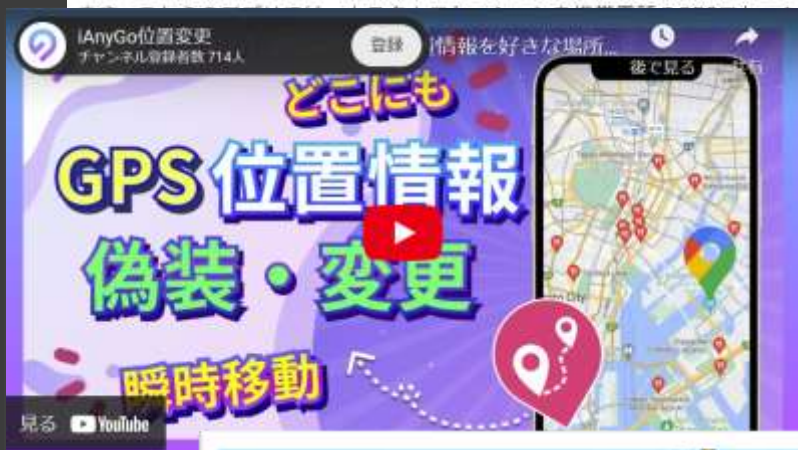 iAnyGo位置変更
チャンネル登録者数 714人
登録
情報を好きな場所...
後で見る
共有
どこにも
GPS 位置情報
偽装・変更
瞬時移動
見る YouTube